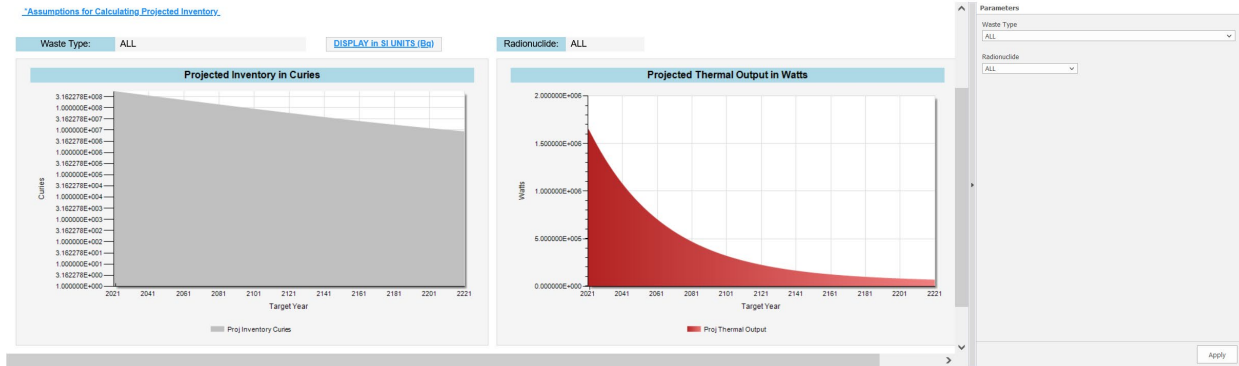 *Assumptions for Calculating Projected Inventory
Waste Type: ALL
DISPLAY in SI UNITS (Bq)
Radionuclide: ALL
Projected Inventory in Curies
3.162278E+008
1.000000E+008
3.162278E+007
1.000000E+007
3.162278E+006
1.000000E+006
3.162278E+005
1.000000E+005
3.162278E+004
1.000000E+004
3.162278E+003
1.000000E+003
3.162278E+002
1.000000E+002
3.162278E+001
1.000000E+001
3.162278E+000
1.000000E+000
Curies
2021 2041 2061 2081 2101 2121 2141 2161 2181 2201 2221
Target Year
Proj Inventory Curies
Projected Thermal Output in Watts
2.000000E+006
1.500000E+006
1.000000E+006
5.000000E+005
0.000000E+000
Watts
2021 2041 2061 2081 2101 2121 2141 2161 2181 2201 2221
Target Year
Proj Thermal Output
Parameters
Waste Type
ALL
Radionuclide
ALL
Apply